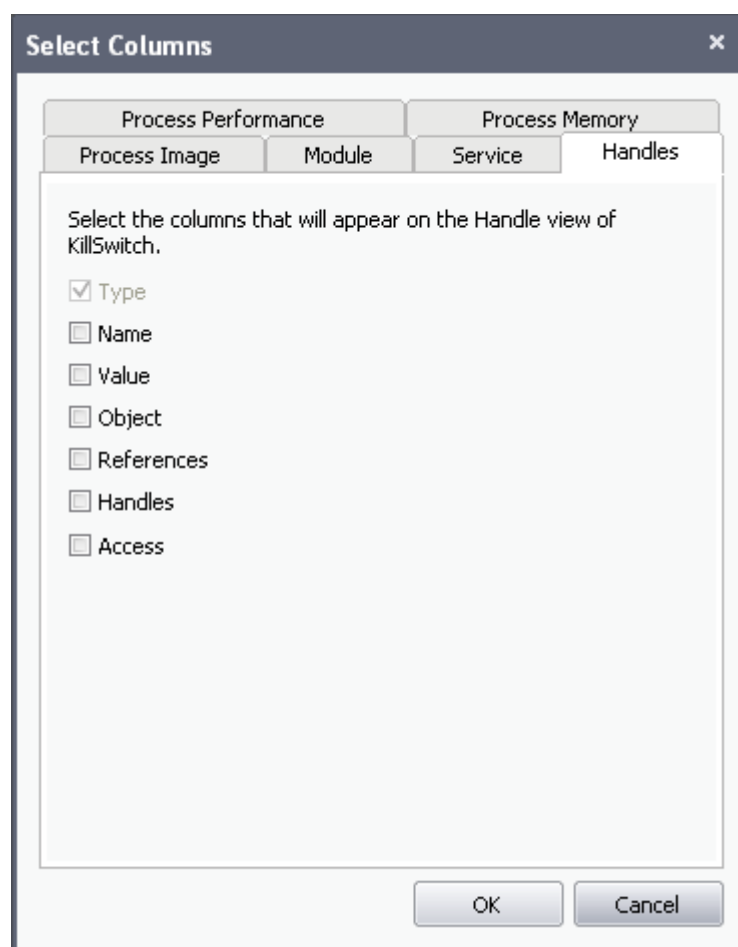 Select Columns
Process Performance
Process Memory
Process Image
Module
Service
Handles
Select the columns that will appear on the Handle view of
KillSwitch.
Type
Name
Value
Object
References
Handles
Access
OK
Cancel